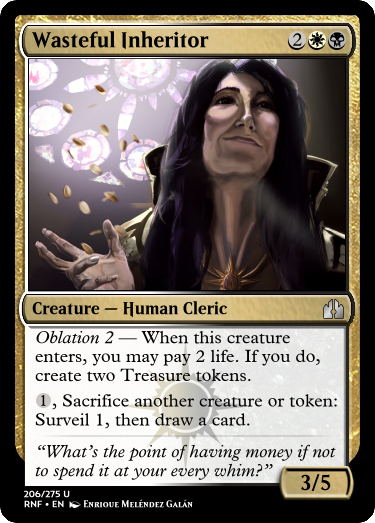 Wasteful Inheritor 2
Creature — Human Cleric
Oblation 2 — When this creature
enters, you may pay 2 life. If you do,
create two Treasure tokens.
1, Sacrifice another creature or token:
Surveil 1, then draw a card.
“What's the point of having money if not
to spend it at your every whim?”
3/5
206/275 U
RNF • EN Enrique Meléndez Galán